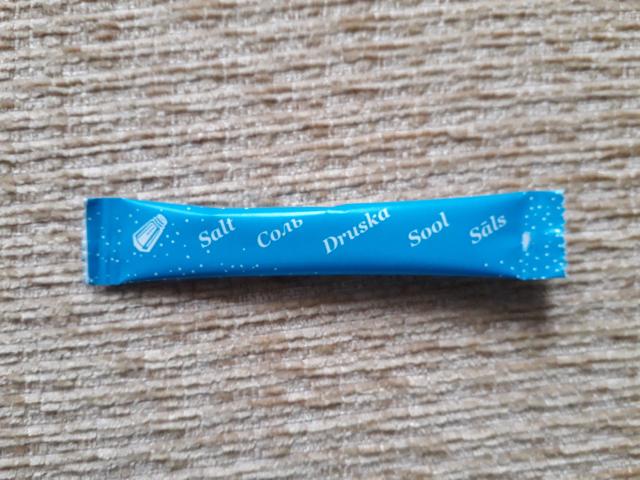 Salt Соль Druska Sool Sāls